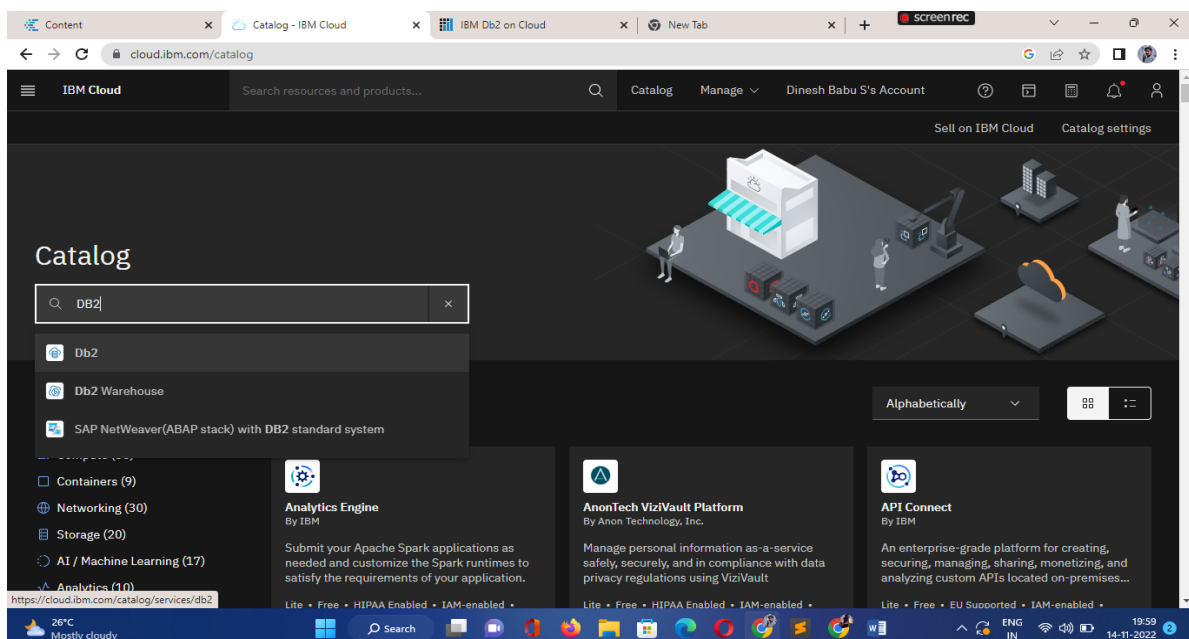 Content
Catalog - IBM Cloud
IBM Db2 on Cloud
New Tab
screenrec
cloud.ibm.com/catalog
IBM Cloud
Search resources and products...
Catalog
Manage
Dinesh Babu S's Account
Sell on IBM Cloud
Catalog settings
Catalog
DB2
Db2
Db2 Warehouse
SAP NetWeaver(ABAP stack) with DB2 standard system
Alphabetically
Containers (9)
Networking (30)
Storage (20)
AI / Machine Learning (17)
Analytics (10)
Analytics Engine
By IBM
Submit your Apache Spark applications as
needed and customize the Spark runtimes to
satisfy the requirements of your application.
Lite • Free • HIPAA Enabled • IAM-enabled •
AnonTech ViziVault Platform
By Anon Technology, Inc.
Manage personal information as-a-service
safely, securely, and in compliance with data
privacy regulations using ViziVault
Lite • Free • HIPAA Enabled • IAM-enabled •
API Connect
By IBM
An enterprise-grade platform for creating,
securing, managing, sharing, monetizing, and
analyzing custom APIs located on-premises...
Lite • Free • EU Supported • IAM-enabled •
https://cloud.ibm.com/catalog/services/db2
26°C
Mostly cloudy
Search
ENG
IN
19:59
14-11-2022
2